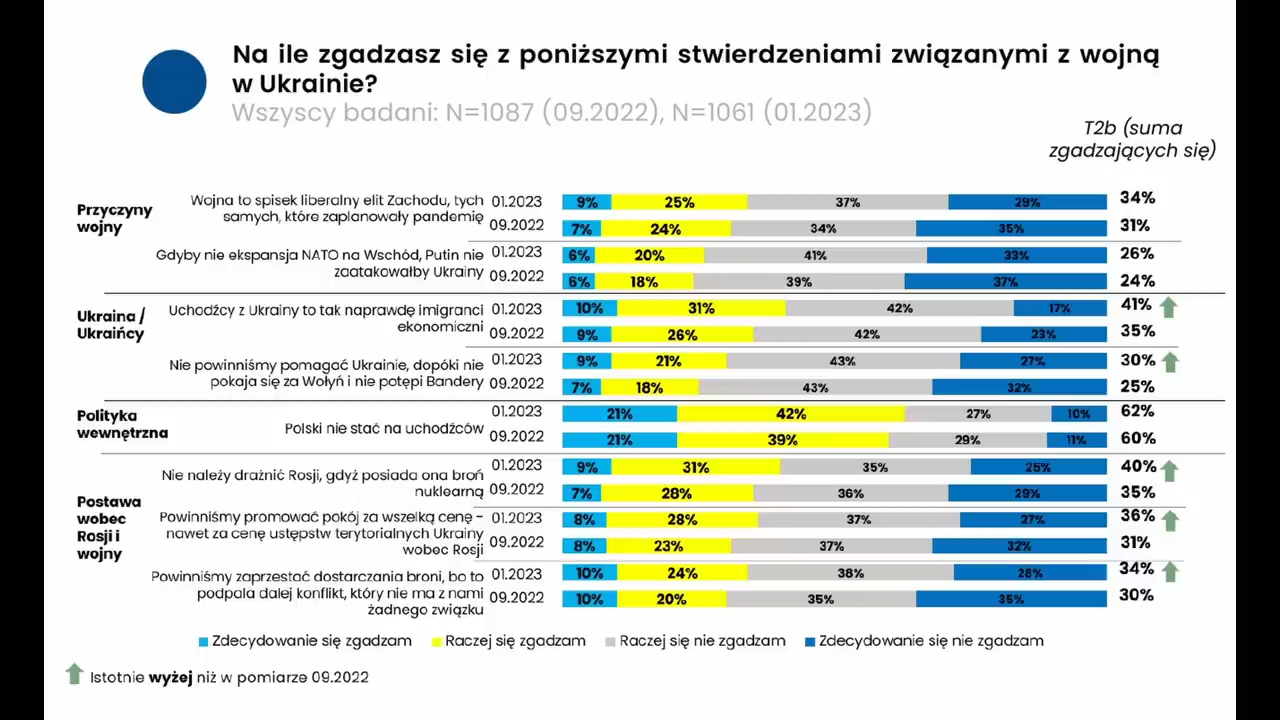 Na ile zgadzasz się z poniższymi stwierdzeniami związanymi z wojną
w Ukrainie?
Wszyscy badani: N=1087 (09.2022), N=1061 (01.2023)
T2b (suma
zgadzających się)
Przyczyny
wojny
Wojna to spisek liberalny elit Zachodu, tych
samych, które zaplanowały pandemię
01.2023 9% 25% 37% 29% 34%
09.2022 7% 24% 34% 35% 31%
Gdyby nie ekspansja NATO na Wschód, Putin nie
zaatakowałby Ukrainy
01.2023 6% 20% 41% 33% 26%
09.2022 6% 18% 39% 37% 24%
Ukraina /
Ukraińcy
Uchodźcy z Ukrainy to tak naprawdę imigranci
ekonomiczni
01.2023 10% 31% 42% 17% 41%
09.2022 9% 26% 42% 23% 35%
Nie powinniśmy pomagać Ukrainie, dopóki nie
pokaja się za Wołyń i nie potępi Bandery
01.2023 9% 21% 43% 27% 30%
09.2022 7% 18% 43% 32% 25%
Polityka
wewnętrzna
Polski nie stać na uchodźców
01.2023 21% 42% 27% 10% 62%
09.2022 21% 39% 29% 11% 60%
Postawa
wobec
Rosji i
wojny
Nie należy drażnić Rosji, gdyż posiada ona broń
nuklearną
01.2023 9% 31% 35% 25% 40%
09.2022 7% 28% 36% 29% 35%
Powinniśmy promować pokój za wszelką cenę -
nawet za cenę ustępstw terytorialnych Ukrainy
wobec Rosji
01.2023 8% 28% 37% 27% 36%
09.2022 8% 23% 37% 32% 31%
Powinniśmy zaprzestać dostarczania broni, bo to
podpala dalej konflikt, który nie ma z nami
żadnego związku
01.2023 10% 24% 38% 28% 34%
09.2022 10% 20% 35% 35% 30%
Zdecydowanie się zgadzam Raczej się zgadzam Raczej się nie zgadzam Zdecydowanie się nie zgadzam
Istotnie wyżej niż w pomiarze 09.2022